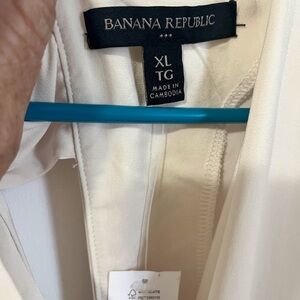 BANANA REPUBLIC
XL
TG
MADE IN
CAMBODIA